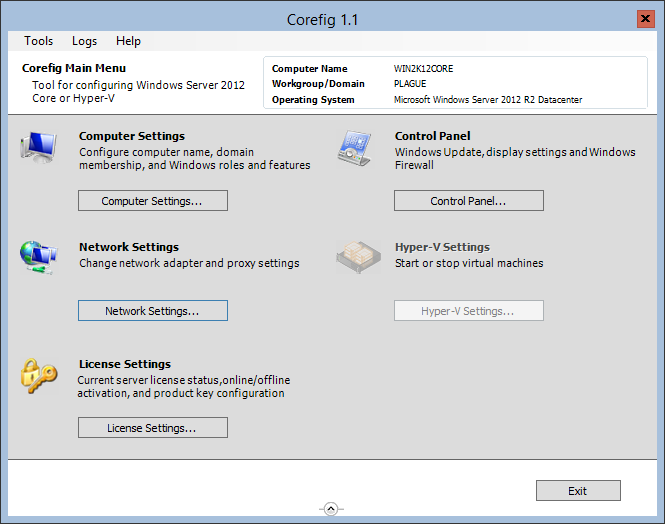 Corefig 1.1
Tools Logs Help
Corefig Main Menu
Tool for configuring Windows Server 2012
Core or Hyper-V
Computer Name WIN2K12CORE
Workgroup/Domain PLAGUE
Operating System Microsoft Windows Server 2012 R2 Datacenter
Computer Settings
Configure computer name, domain
membership, and Windows roles and features
Computer Settings...
Control Panel
Windows Update, display settings and Windows
Firewall
Control Panel...
Network Settings
Change network adapter and proxy settings
Network Settings...
Hyper-V Settings
Start or stop virtual machines
Hyper-V Settings...
License Settings
Current server license status,online/offline
activation, and product key configuration
License Settings...
Exit